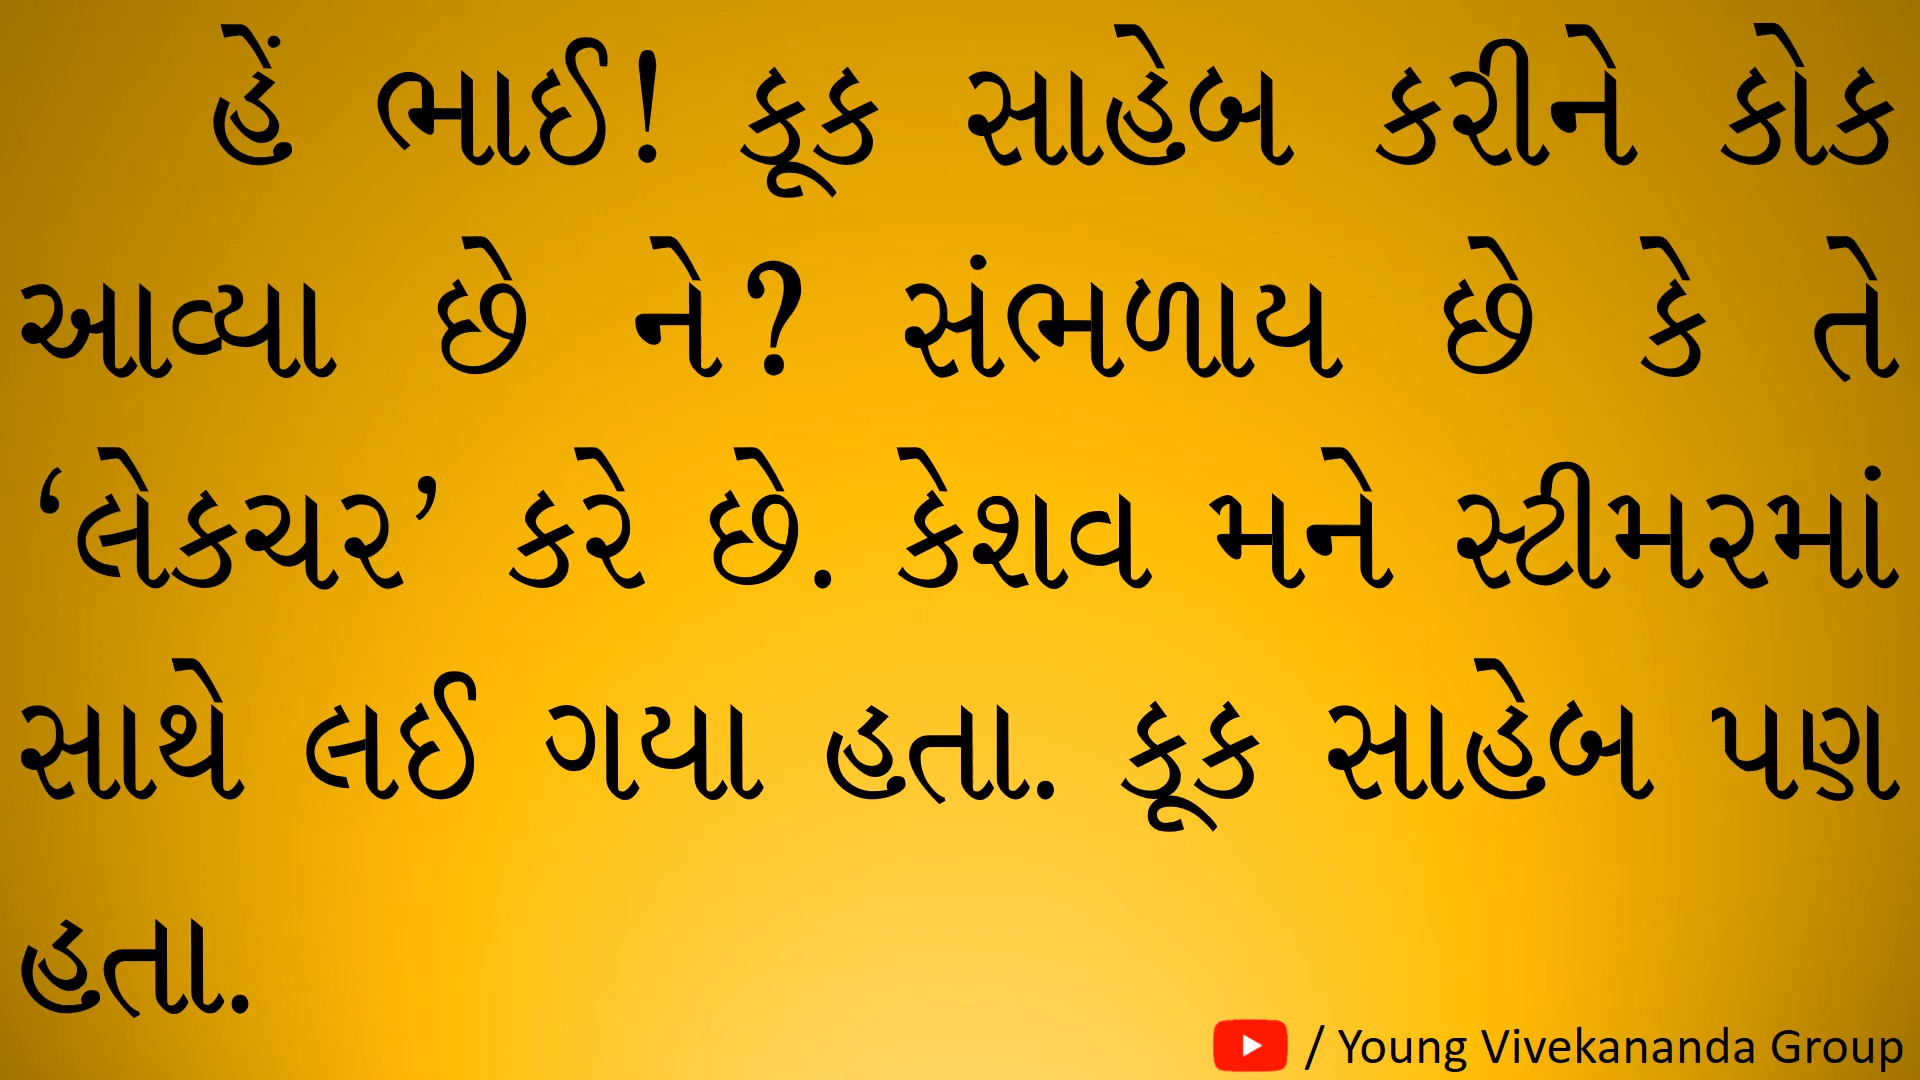 હેં ભાઈ! કૂક સાહેબ કરીને કોક
આવ્યા છે ને? સંભળાય છે કે તે
‘લેકચર’ કરે છે. કેશવ મને સ્ટીમરમાં
સાથે લઈ ગયા હતા. કૂક સાહેબ પણ
હતા.
/ Young Vivekananda Group